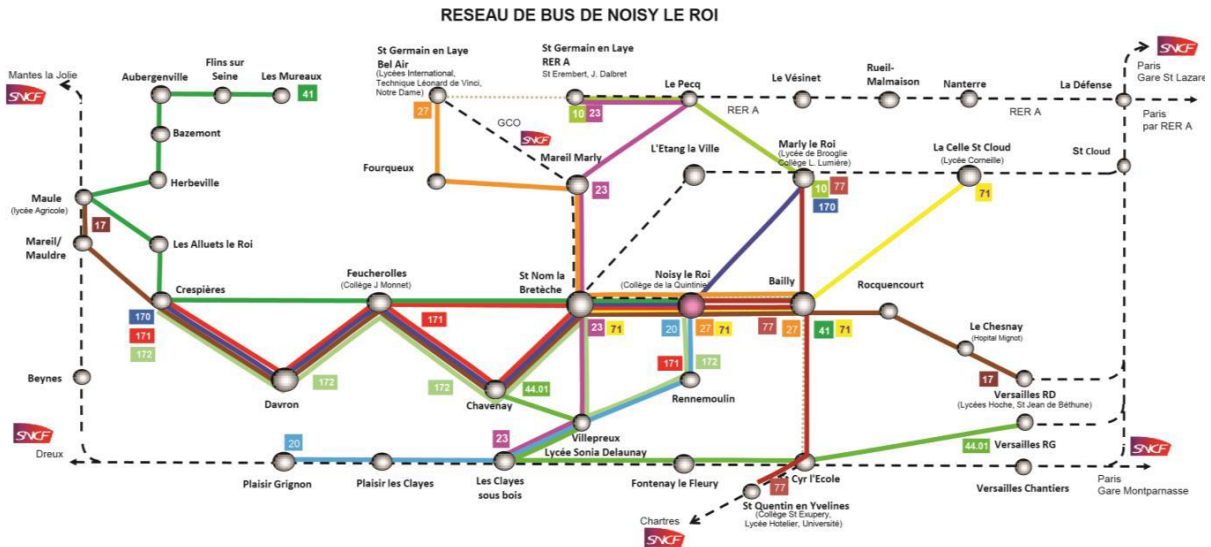 RESEAU DE BUS DE NOISY LE ROI
SNCF
Mantes la Jolie
SNCF
Aubergenville
Flins sur
Seine
Les Mureaux
41
St Germain en Laye
Bel Air
(Lycées International,
Technique Léonard de Vinci,
Notre Dame)
St Germain en Laye
RER A
St Erembert, J. Dalbret
Le Pecq
Le Vésinet
Rueil-
Malmaison
Nanterre
La Défense
Paris
Gare St Lazare
27
10
23
RER A
RER A
Paris
par RER A
GCO
SNCF
Bazemont
Herbeville
Fourqueux
Mareil Marly
23
L'Etang la Ville
Marly le Roi
(Lycée de Brooglie
Collège L. Lumière)
10
77
170
La Celle St Cloud
(Lycée Corneille)
71
St Cloud
Maule
(lycée Agricole)
17
Mareil/
Mauldre
Les Alluets le Roi
Crespières
Feucherolles
(Collège J Monnet)
St Nom la
Bretèche
Noisy le Roi
(Collège de la Quintinie)
Bailly
Rocquencourt
170
171
172
171
23
71
20
27
71
77
27
41
71
Le Chesnay
(Hopital Mignot)
Beynes
Davron
172
172
44.01
Chavenay
171
172
Rennemoulin
17
Versailles RD
(Lycées Hoche, St Jean de Béthune)
SNCF
Dreux
20
23
Villepreux
Lycée Sonia Delaunay
44.01
Versailles RG
SNCF
Plaisir Grignon
Plaisir les Clayes
Les Clayes
sous bois
Fontenay le Fleury
Cyr l'Ecole
77
Versailles Chantiers
Paris
Gare Montparnasse
St Quentin en Yvelines
(Collège St Exupery,
Lycée Hotelier, Université)
Chartres
SNCF